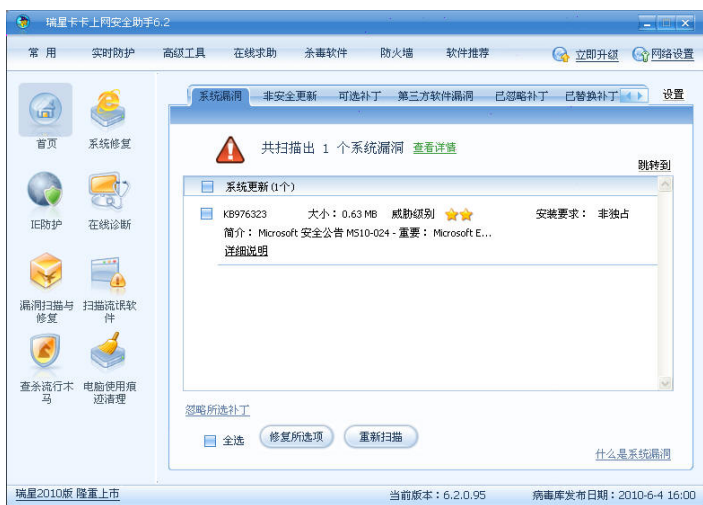 瑞星卡卡上网安全助手6.2
常 用 实时防护 高级工具 在线求助 杀毒软件 防火墙 软件推荐 立即升级 网络设置
系统漏洞 非安全更新 可选补丁 第三方软件漏洞 已忽略补丁 已替换补丁 设置
首页 系统修复
共扫描出 1 个系统漏洞 查看详情
跳转到
系统更新(1个)
KB976323 大小：0.63 MB 威胁级别 安装要求： 非独占
简介： Microsoft 安全公告 MS10-024 - 重要： Microsoft E...
详细说明
IE防护 在线诊断
漏洞扫描与修复 扫描流氓软件
查杀流行木马 电脑使用痕迹清理
忽略所选补丁
全选 修复所选项 重新扫描
什么是系统漏洞
瑞星2010版 隆重上市 当前版本：6.2.0.95 病毒库发布日期：2010-6-4 16:00